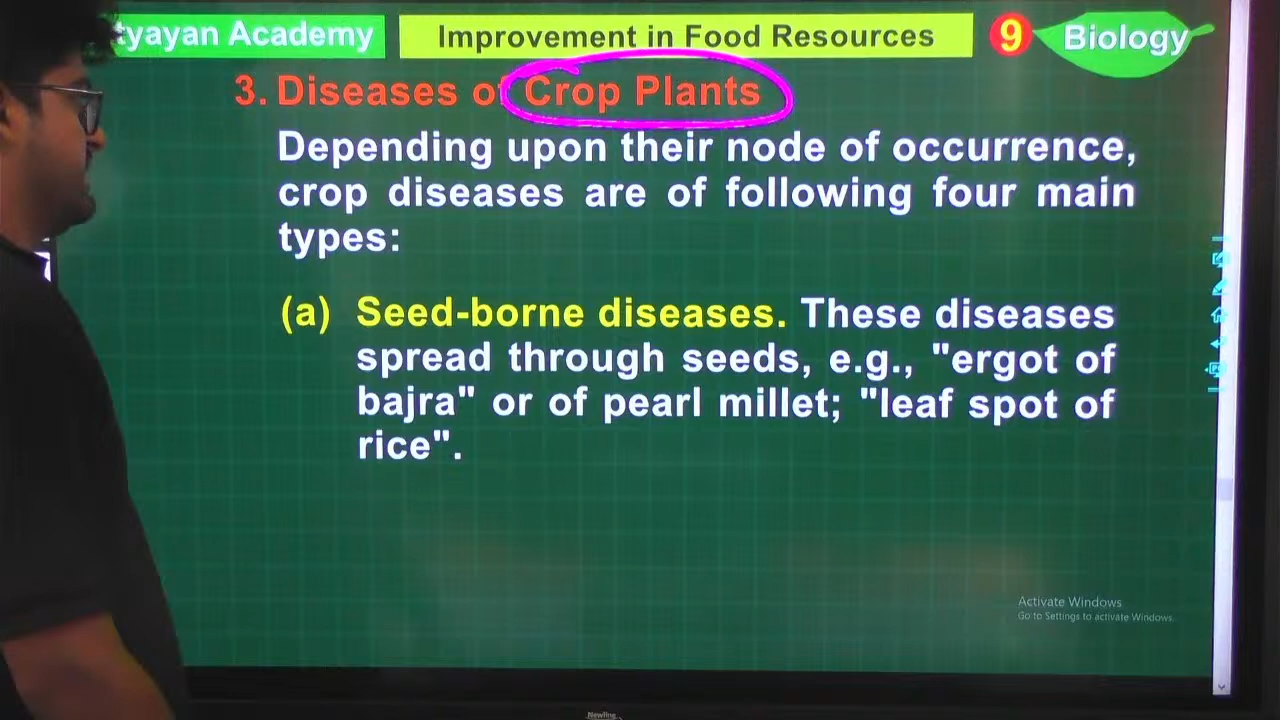 tyayan Academy
Improvement in Food Resources
9
Biology
3. Diseases of Crop Plants
Depending upon their node of occurrence,
crop diseases are of following four main
types:
(a) Seed-borne diseases. These diseases
spread through seeds, e.g., "ergot of
bajra" or of pearl millet; "leaf spot of
rice".
Activate Windows
Go to Settings to activate Windows.
Newline